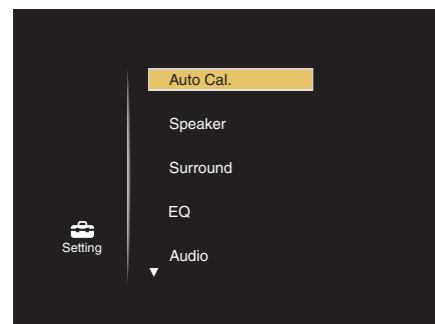 Auto Cal.
Speaker
Surround
EQ
Setting
Audio